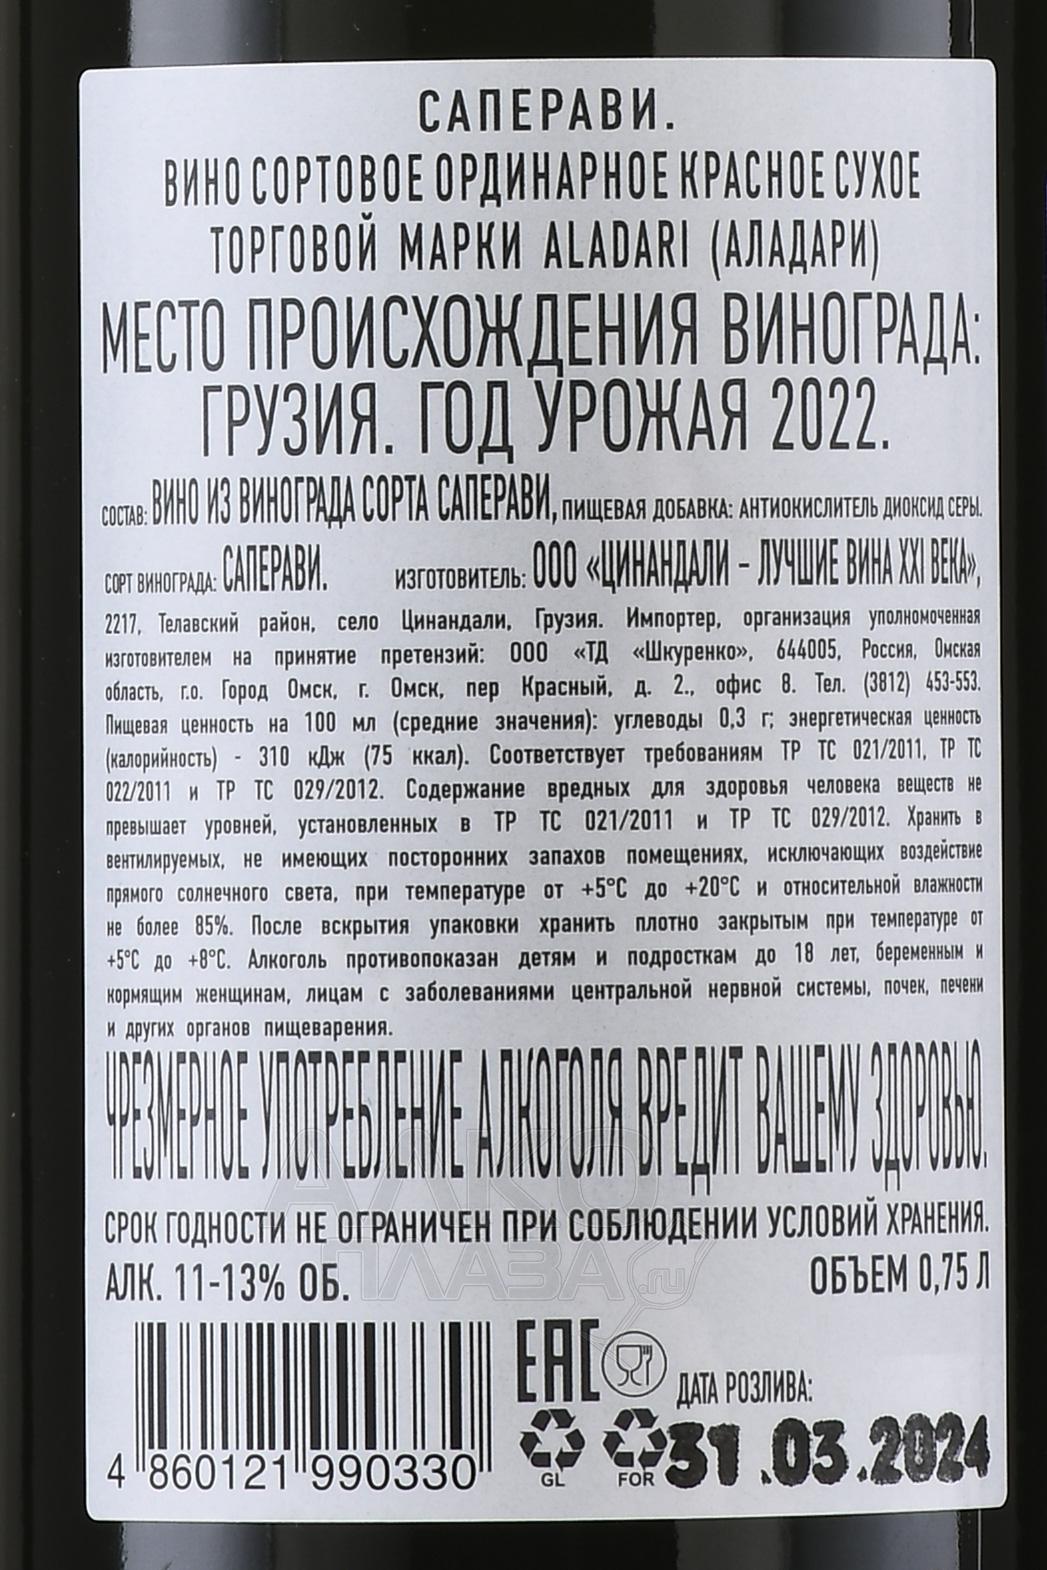 САПЕРАВИ.
ВИНО СОРТОВОЕ ОРДИНАРНОЕ КРАСНОЕ СУХОЕ
ТОРГОВОЙ МАРКИ ALADARI (АЛАДАРИ)
МЕСТО ПРОИСХОЖДЕНИЯ ВИНОГРАДА:
ГРУЗИЯ. ГОД УРОЖАЯ 2022.
СОСТАВ: ВИНО ИЗ ВИНОГРАДА СОРТА САПЕРАВИ, ПИЩЕВАЯ ДОБАВКА: АНТИОКИСЛИТЕЛЬ ДИОКСИД СЕРЫ.
СОРТ ВИНОГРАДА: САПЕРАВИ. ИЗГОТОВИТЕЛЬ: ООО «ЦИНАНДАЛИ – ЛУЧШИЕ ВИНА XXI ВЕКА»,
2217, Телавский район, село Цинандали, Грузия. Импортер, организация уполномоченная
изготовителем на принятие претензий: ООО «ТД «Шкуренко», 644005, Россия, Омская
область, г.о. Город Омск, г. Омск, пер Красный, д. 2., офис 8. Тел. (3812) 453-553.
Пищевая ценность на 100 мл (средние значения): углеводы 0,3 г; энергетическая ценность
(калорийность) - 310 кДж (75 ккал). Соответствует требованиям ТР ТС 021/2011, ТР ТС
022/2011 и ТР ТС 029/2012. Содержание вредных для здоровья человека веществ не
превышает уровней, установленных в ТР ТС 021/2011 и ТР ТС 029/2012. Хранить в
вентилируемых, не имеющих посторонних запахов помещениях, исключающих воздействие
прямого солнечного света, при температуре от +5°С до +20°С и относительной влажности
не более 85%. После вскрытия упаковки хранить плотно закрытым при температуре от
+5°С до +8°С. Алкоголь противопоказан детям и подросткам до 18 лет, беременным и
кормящим женщинам, лицам с заболеваниями центральной нервной системы, почек, печени
и других органов пищеварения.
ЧРЕЗМЕРНОЕ УПОТРЕБЛЕНИЕ АЛКОГОЛЯ ВРЕДИТ ВАШЕМУ ЗДОРОВЬЮ.
СРОК ГОДНОСТИ НЕ ОГРАНИЧЕН ПРИ СОБЛЮДЕНИИ УСЛОВИЙ ХРАНЕНИЯ.
АЛК. 11-13% ОБ. ОБЪЕМ 0,75 Л
АЛКО ПЛАЗА.ru
EAC ДАТА РОЗЛИВА:
31.03.2024
GL FOR
4 860121 990330